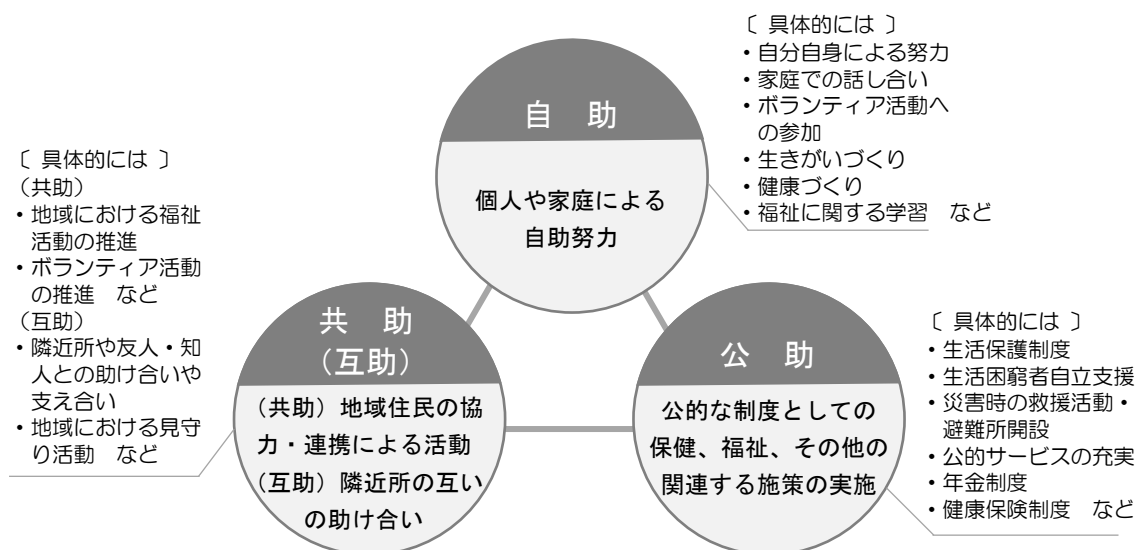 〔 具体的には 〕
・自分自身による努力
・家庭での話し合い
・ボランティア活動へ
の参加
・生きがいづくり
・健康づくり
・福祉に関する学習　など
自　助
個人や家庭による
自助努力
〔 具体的には 〕
（共助）
・地域における福祉
活動の推進
・ボランティア活動
の推進　など
（互助）
・隣近所や友人・知
人との助け合いや
支え合い
・地域における見守
り活動　など
共　助
（互助）
（共助）地域住民の協
力・連携による活動
（互助）隣近所の互い
の助け合い
公　助
公的な制度としての
保健、福祉、その他の
関連する施策の実施
〔 具体的には 〕
・生活保護制度
・生活困窮者自立支援
・災害時の救援活動・
避難所開設
・公的サービスの充実
・年金制度
・健康保険制度　など